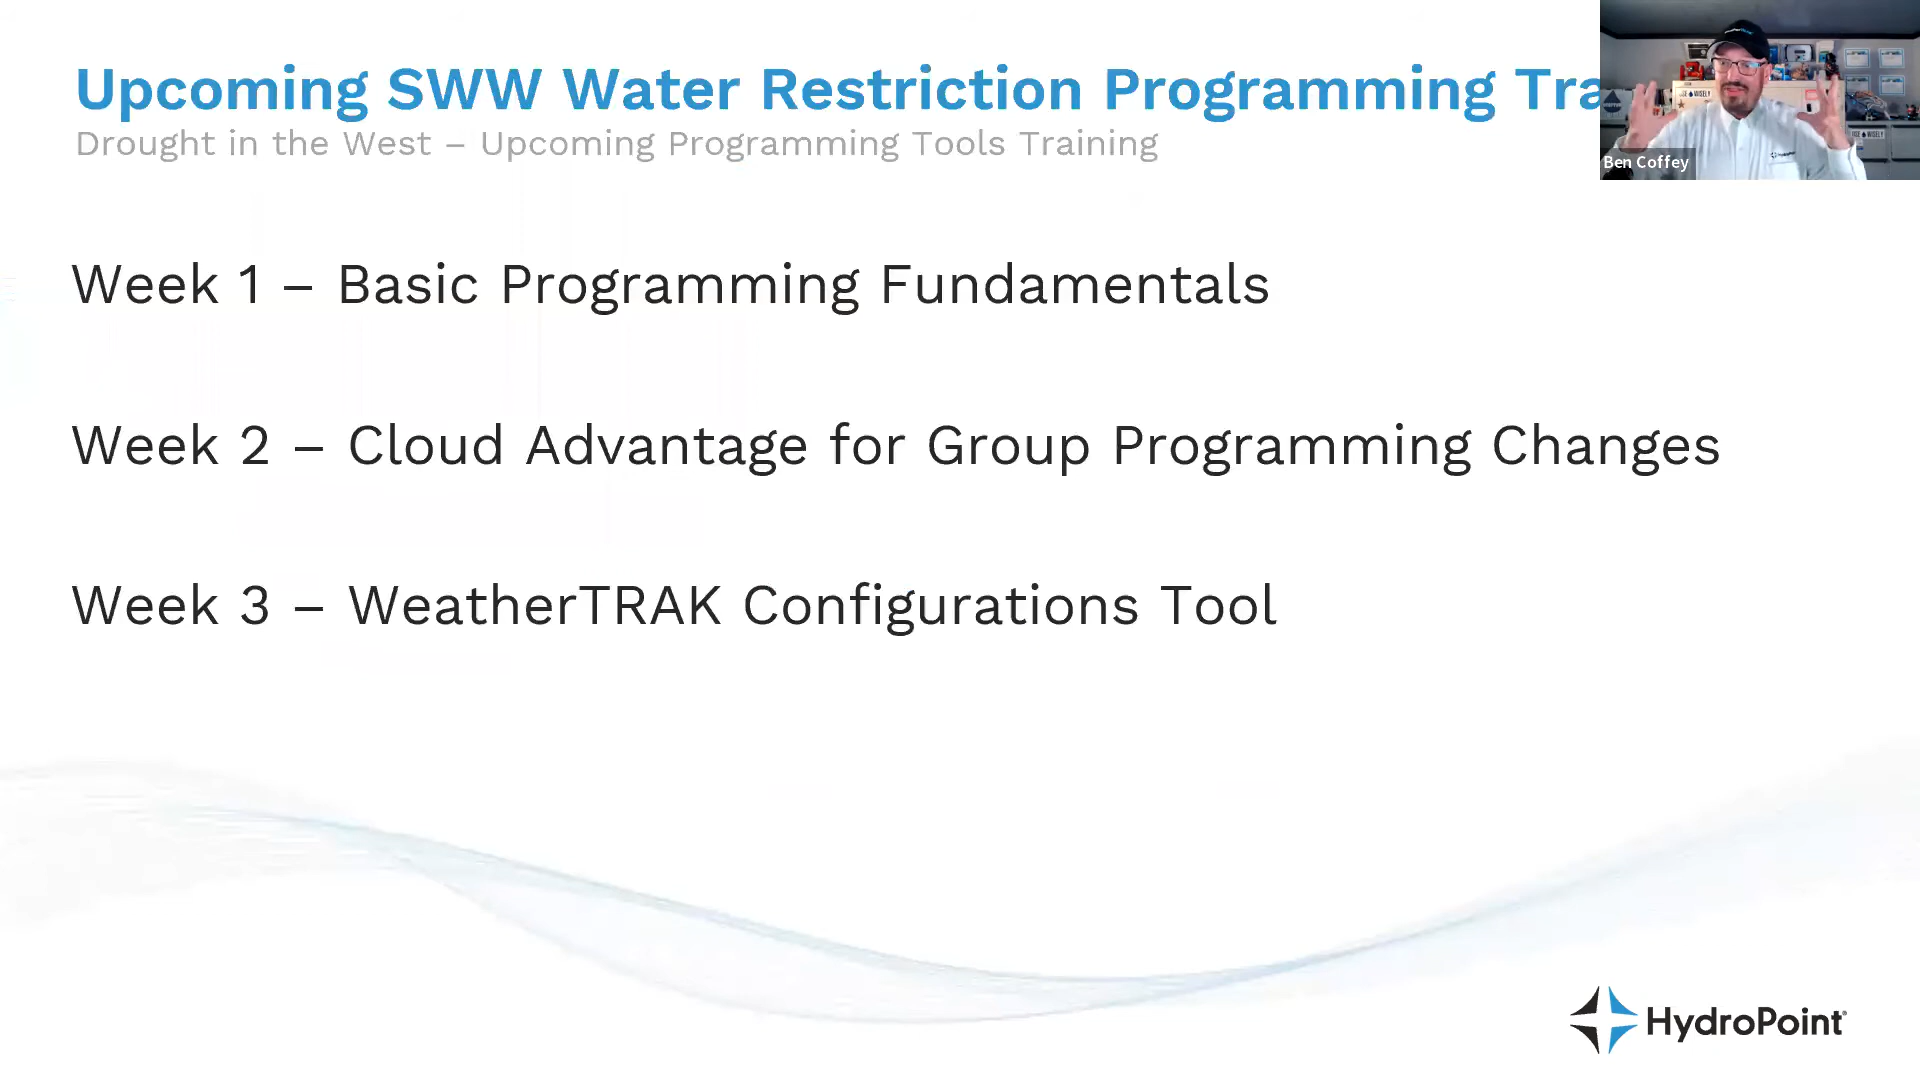 Upcoming SWW Water Restriction Programming Tra
Drought in the West – Upcoming Programming Tools Training
Ben Coffey
Week 1 – Basic Programming Fundamentals
Week 2 – Cloud Advantage for Group Programming Changes
Week 3 – WeatherTRAK Configurations Tool
HydroPoint